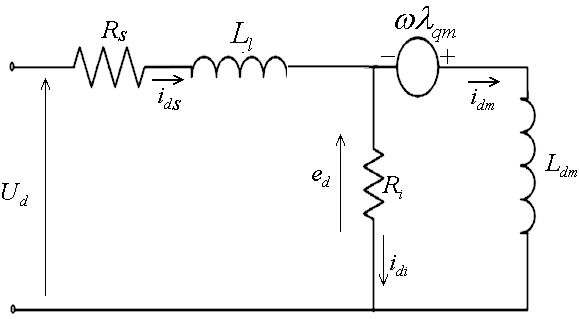 Rs
Ll
ωλqm
− +
ids
idm
ed
Ri
Ldm
Ud
idi